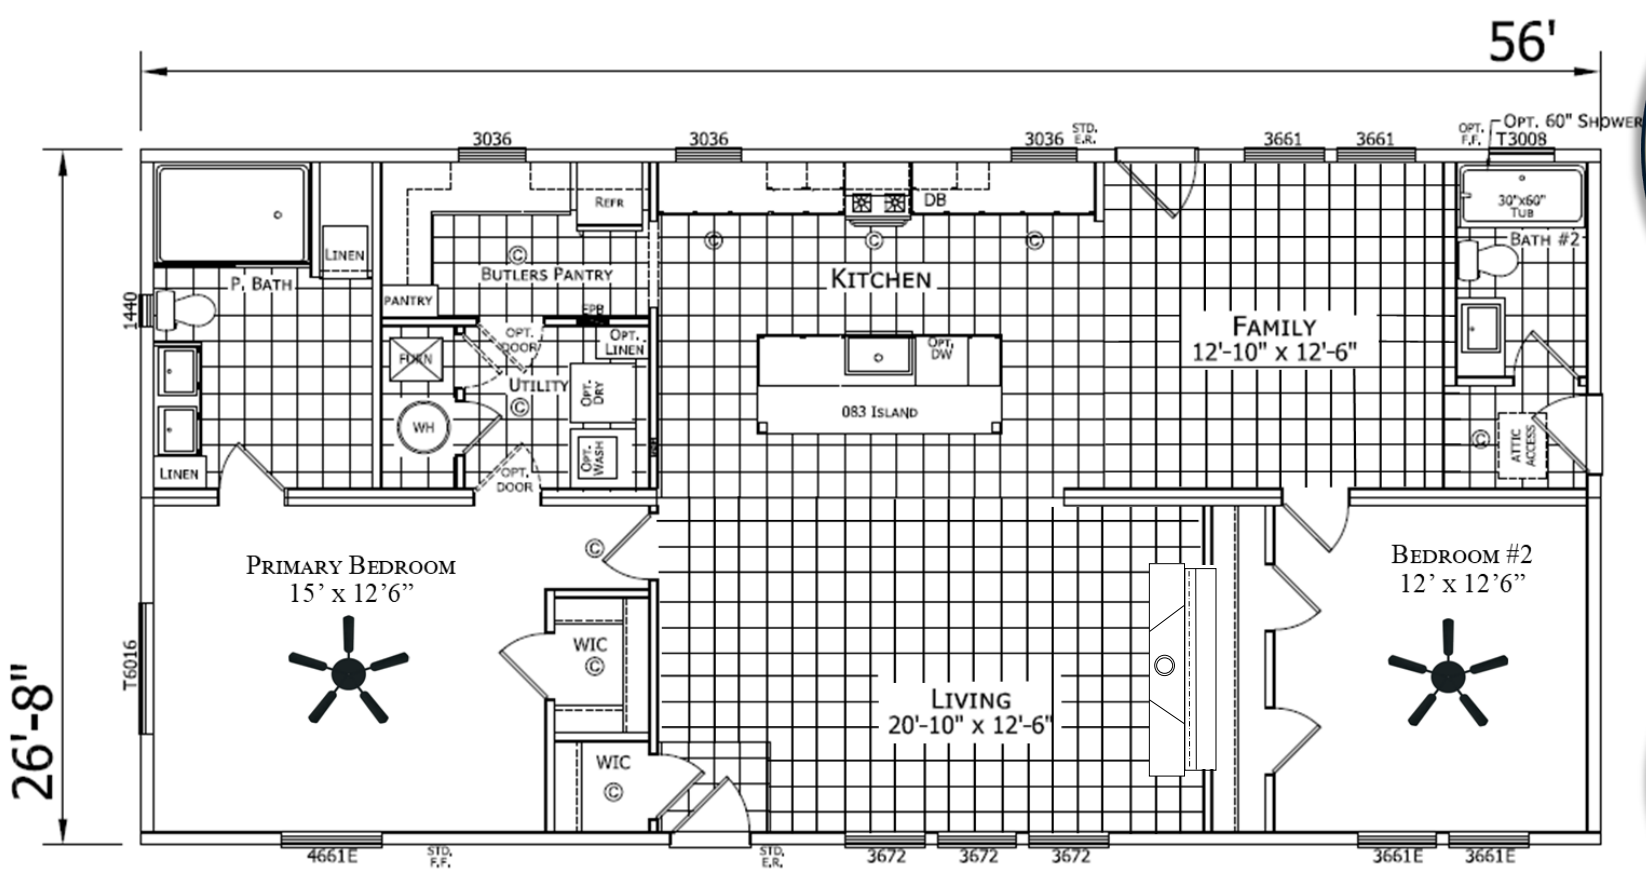 56'
OPT. 60" SHOWER
3036
3036
3036
STD.
E.R.
3661
3661
OPT.
F.F.
T3008
REFR
DB
30"x60"
TUB
LINEN
BATH #2
P. BATH
BUTLERS PANTRY
KITCHEN
PANTRY
EPB
1440
FAMILY
12'-10" x 12'-6"
OPT.
DOOR
OPT.
LINEN
OPT.
DW
FURN
UTILITY
OPT.
DRY
083 ISLAND
WH
OPT.
WASH
ATTIC
ACCESS
LINEN
OPT.
DOOR
PRIMARY BEDROOM
15' x 12'6"
BEDROOM #2
12' x 12'6"
WIC
T6016
26'-8"
LIVING
20'-10" x 12'-6"
WIC
4661E
STD.
F.F.
STD.
E.R.
3672
3672
3672
3661E
3661E
© © © © © © © © ©